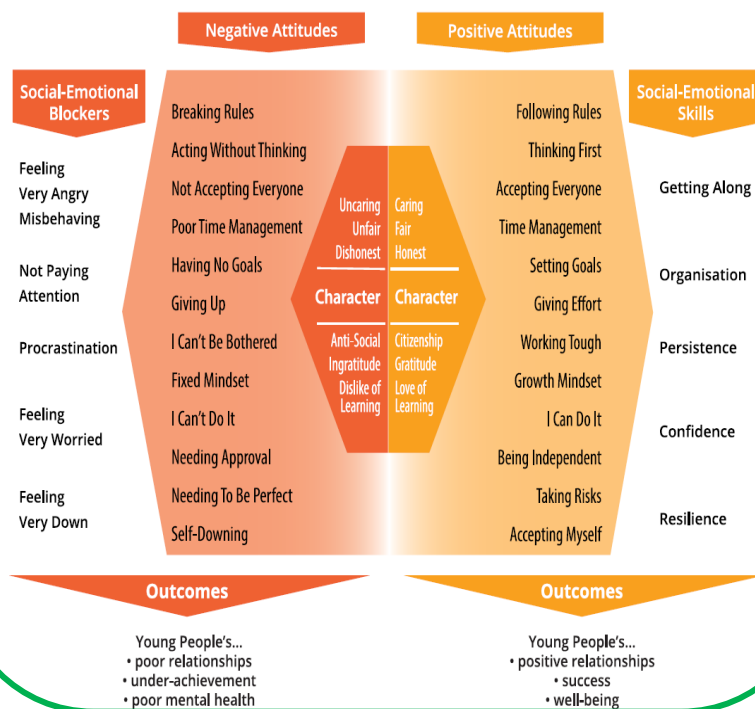 Negative Attitudes
Positive Attitudes
Social-Emotional
Blockers
Feeling
Very Angry
Misbehaving
Not Paying
Attention
Procrastination
Feeling
Very Worried
Feeling
Very Down
Breaking Rules
Acting Without Thinking
Not Accepting Everyone
Poor Time Management
Having No Goals
Giving Up
I Can't Be Bothered
Fixed Mindset
I Can't Do It
Needing Approval
Needing To Be Perfect
Self-Downing
Uncaring
Unfair
Dishonest
Character
Anti-Social
Ingratitude
Dislike of
Learning
Caring
Fair
Honest
Character
Citizenship
Gratitude
Love of
Learning
Following Rules
Thinking First
Accepting Everyone
Time Management
Setting Goals
Giving Effort
Working Tough
Growth Mindset
I Can Do It
Being Independent
Taking Risks
Accepting Myself
Social-Emotional
Skills
Getting Along
Organisation
Persistence
Confidence
Resilience
Outcomes
Young People's...
• poor relationships
• under-achievement
• poor mental health
Outcomes
Young People's...
• positive relationships
• success
• well-being